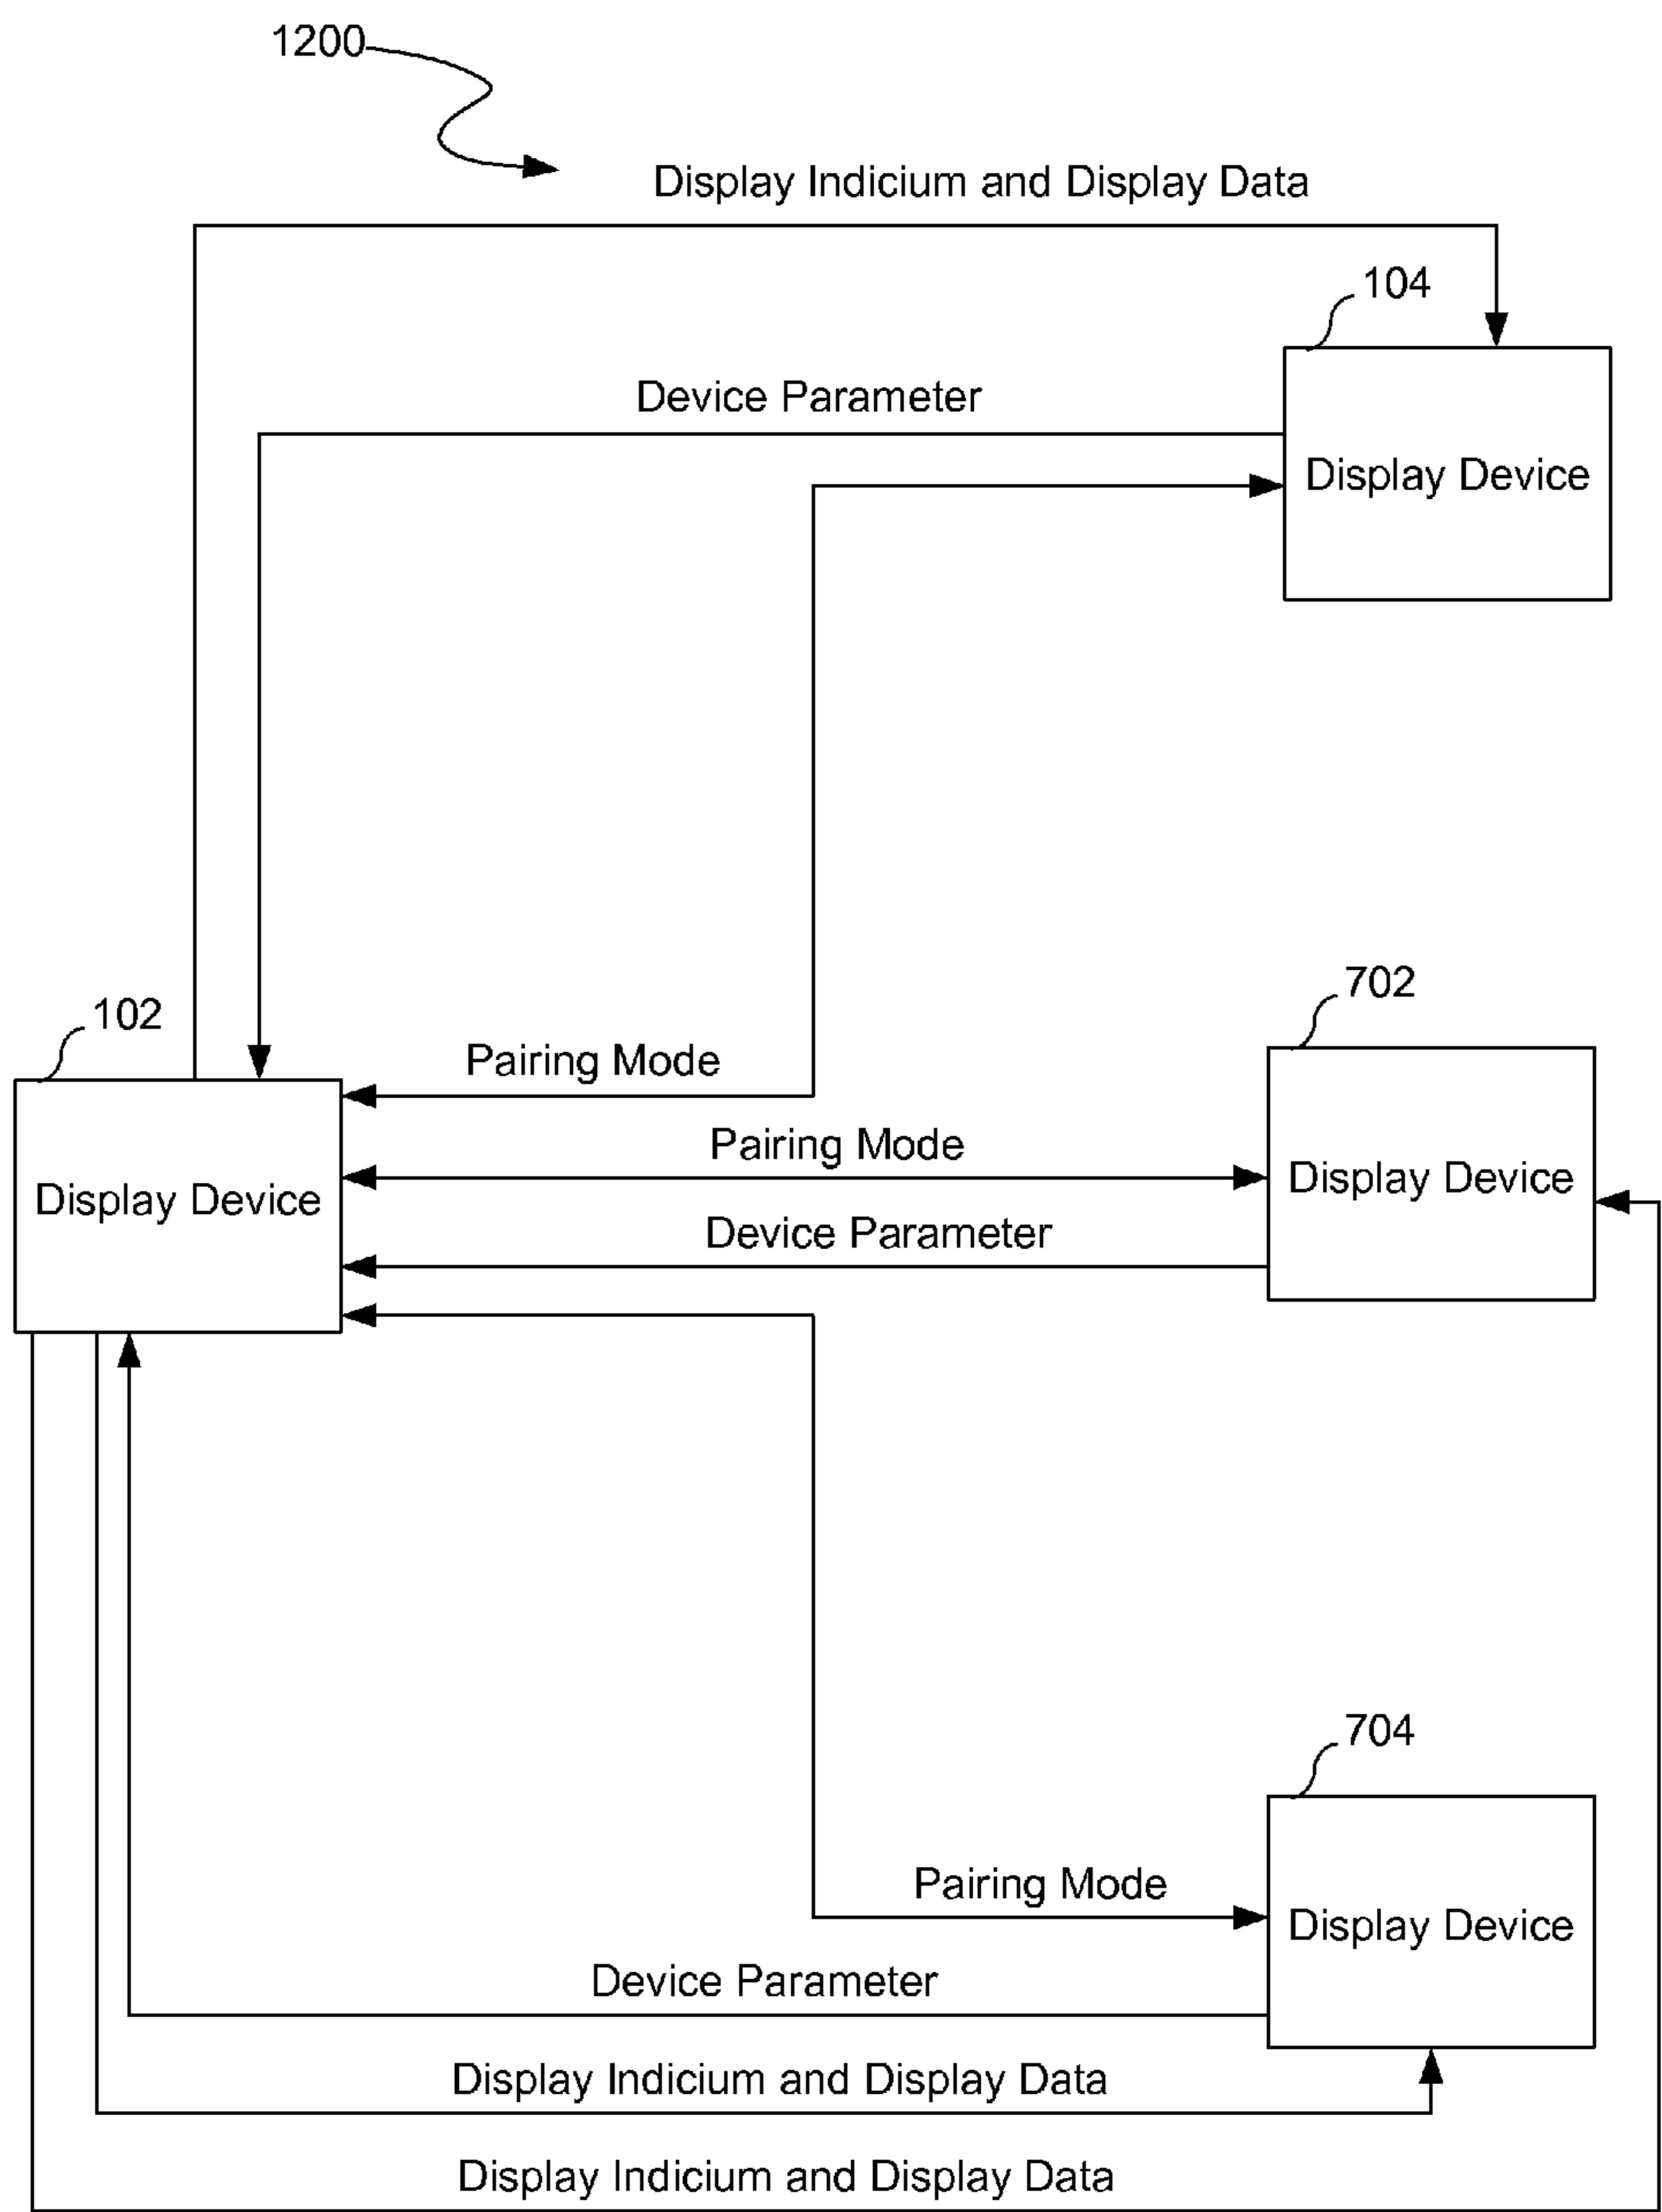 1200
Display Indicium and Display Data
104
Device Parameter
Display Device
702
102
Pairing Mode
Pairing Mode
Display Device
Display Device
Device Parameter
704
Pairing Mode
Display Device
Device Parameter
Display Indicium and Display Data
Display Indicium and Display Data